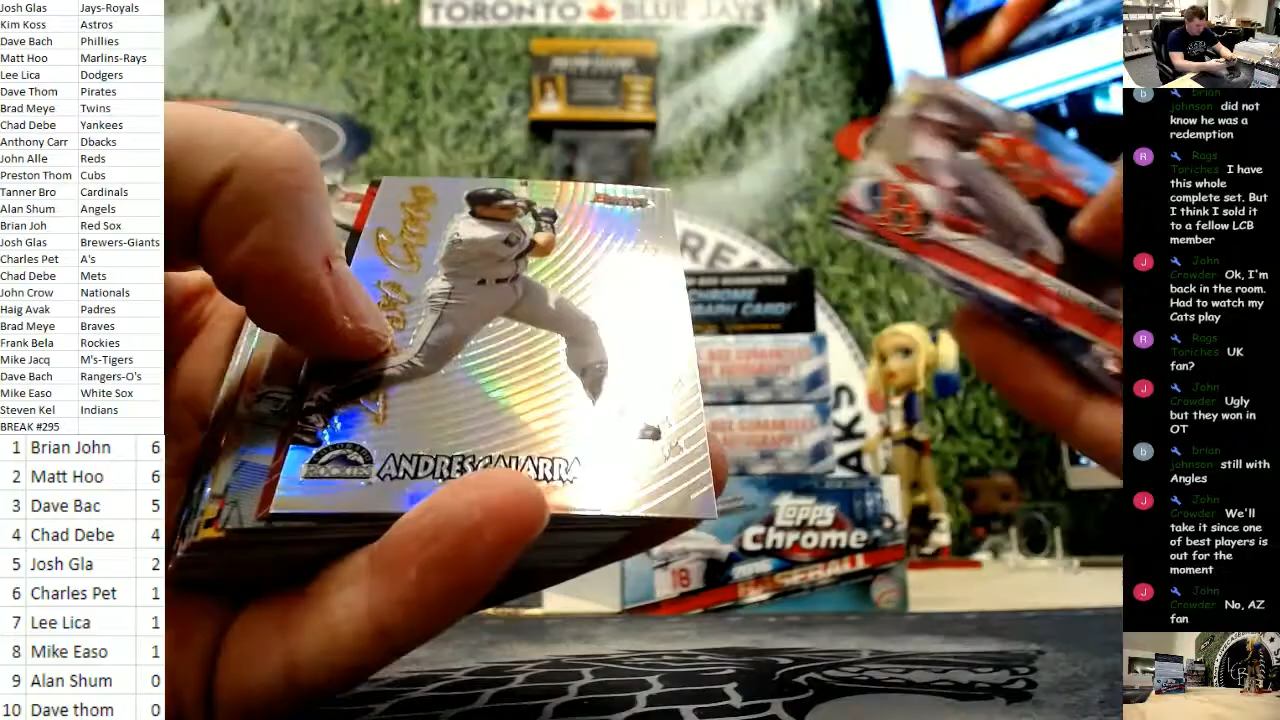 Josh Glas Jays-Royals
Kim Koss Astros
Dave Bach Phillies
Matt Hoo Marlins-Rays
Lee Lica Dodgers
Dave Thom Pirates
Brad Meye Twins
Chad Debe Yankees
Anthony Carr Dbacks
John Alle Reds
Preston Thom Cubs
Tanner Bro Cardinals
Alan Shum Angels
Brian Joh Red Sox
Josh Glas Brewers-Giants
Charles Pet A's
Chad Debe Mets
John Crow Nationals
Haig Avak Padres
Brad Meye Braves
Frank Bela Rockies
Mike Jacq M's-Tigers
Dave Bach Rangers-O's
Mike Easo White Sox
Steven Kel Indians
BREAK #295
1 Brian John 6
2 Matt Hoo 6
3 Dave Bac 5
4 Chad Debe 4
5 Josh Gla 2
6 Charles Pet 1
7 Lee Lica 1
8 Mike Easo 1
9 Alan Shum 0
10 Dave thom 0
TORONTO BLUE JAYS
ROCKIES
ANDRES GALARRA
CHROME
Topps
Chrome
18
BASEBALL
brian
johnson did
not know
he was a
redemption
Rags
Toriches I have
this whole
complete set. But
I think I sold it
to a fellow LCB
member
John
Crowder Ok, I'm
back in the room.
Had to watch my
Cats play
Rags
Toriches UK
fan?
John
Crowder Ugly
but they won in
OT
brian
johnson still with
Angles
John
Crowder We'll
take it since one
of best players is
out for the
moment
John
Crowder No, AZ
fan